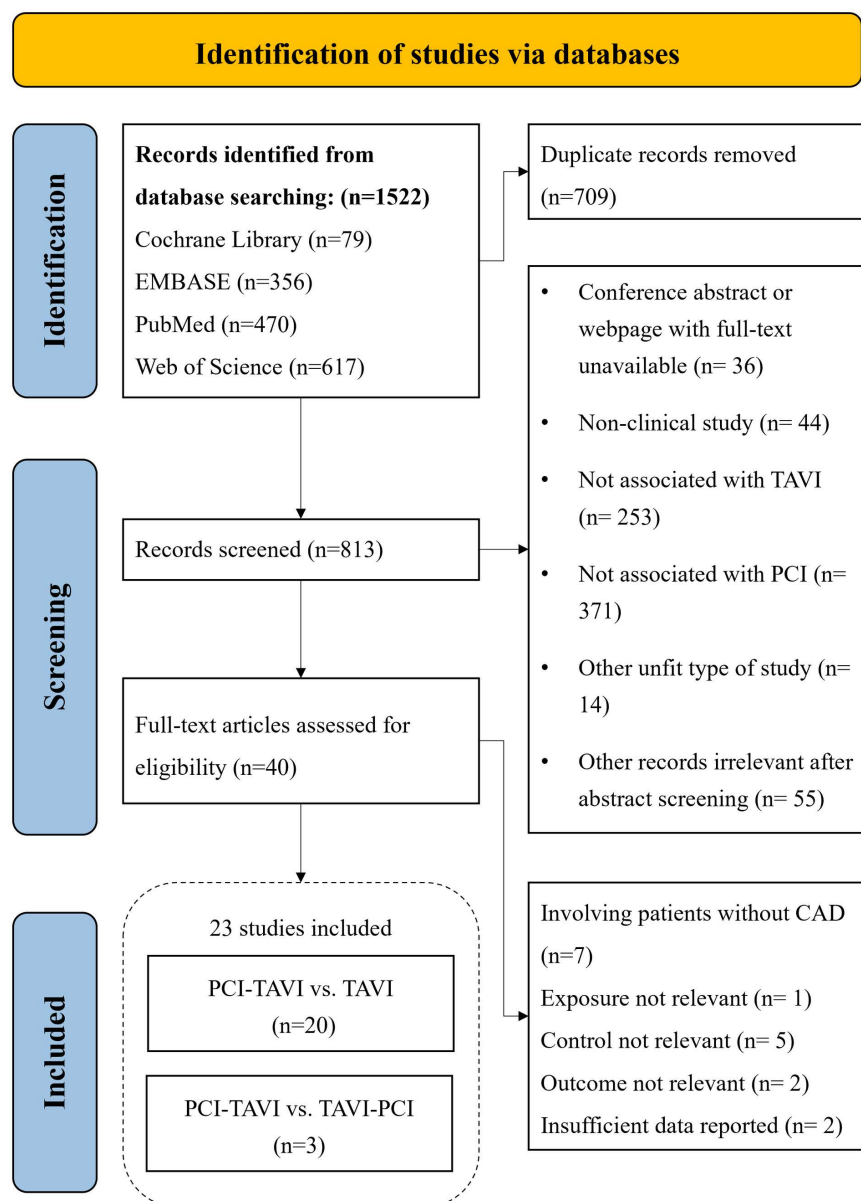 Identification of studies via databases
Identification
Records identified from
database searching: (n=1522)
Cochrane Library (n=79)
EMBASE (n=356)
PubMed (n=470)
Web of Science (n=617)
Duplicate records removed
(n=709)
Screening
Records screened (n=813)
• Conference abstract or
webpage with full-text
unavailable (n= 36)
• Non-clinical study (n= 44)
• Not associated with TAVI
(n= 253)
• Not associated with PCI (n=
371)
• Other unfit type of study (n=
14)
• Other records irrelevant after
abstract screening (n= 55)
Full-text articles assessed for
eligibility (n=40)
Involving patients without CAD
(n=7)
Exposure not relevant (n= 1)
Control not relevant (n= 5)
Outcome not relevant (n= 2)
Insufficient data reported (n= 2)
Included
23 studies included
PCI-TAVI vs. TAVI
(n=20)
PCI-TAVI vs. TAVI-PCI
(n=3)